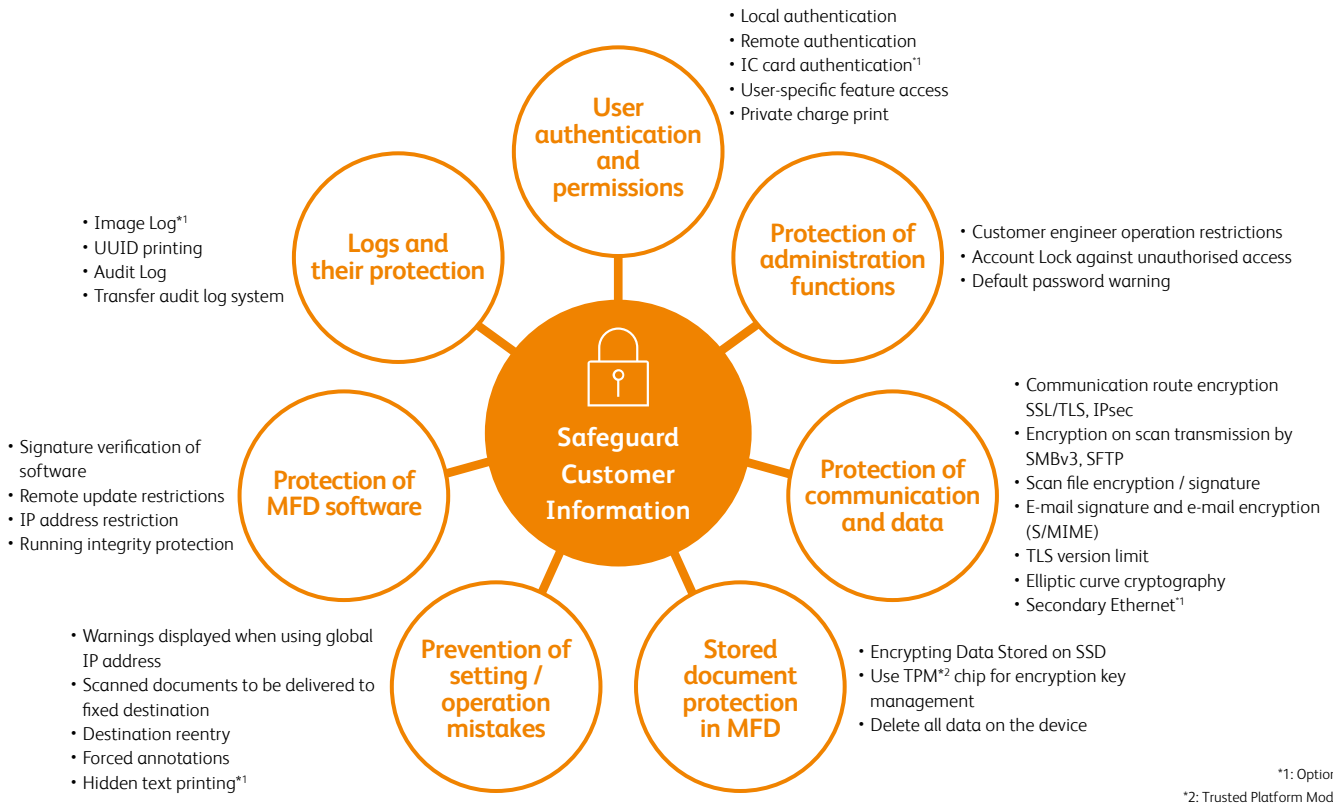 • Local authentication
• Remote authentication
• IC card authentication*1
• User-specific feature access
• Private charge print
User
authentication
and
permissions
• Image Log*1
• UUID printing
• Audit Log
• Transfer audit log system
Logs and
their protection
Protection of
administration
functions
• Customer engineer operation restrictions
• Account Lock against unauthorised access
• Default password warning
Safeguard
Customer
Information
• Signature verification of
software
• Remote update restrictions
• IP address restriction
• Running integrity protection
Protection of
MFD software
Protection of
communication
and data
• Communication route encryption
SSL/TLS, IPsec
• Encryption on scan transmission by
SMBv3, SFTP
• Scan file encryption / signature
• E-mail signature and e-mail encryption
(S/MIME)
• TLS version limit
• Elliptic curve cryptography
• Secondary Ethernet*1
• Warnings displayed when using global
IP address
• Scanned documents to be delivered to
fixed destination
• Destination reentry
• Forced annotations
• Hidden text printing*1
Prevention of
setting /
operation
mistakes
Stored
document
protection
in MFD
• Encrypting Data Stored on SSD
• Use TPM*2 chip for encryption key
management
• Delete all data on the device
*1: Option
*2: Trusted Platform Mod